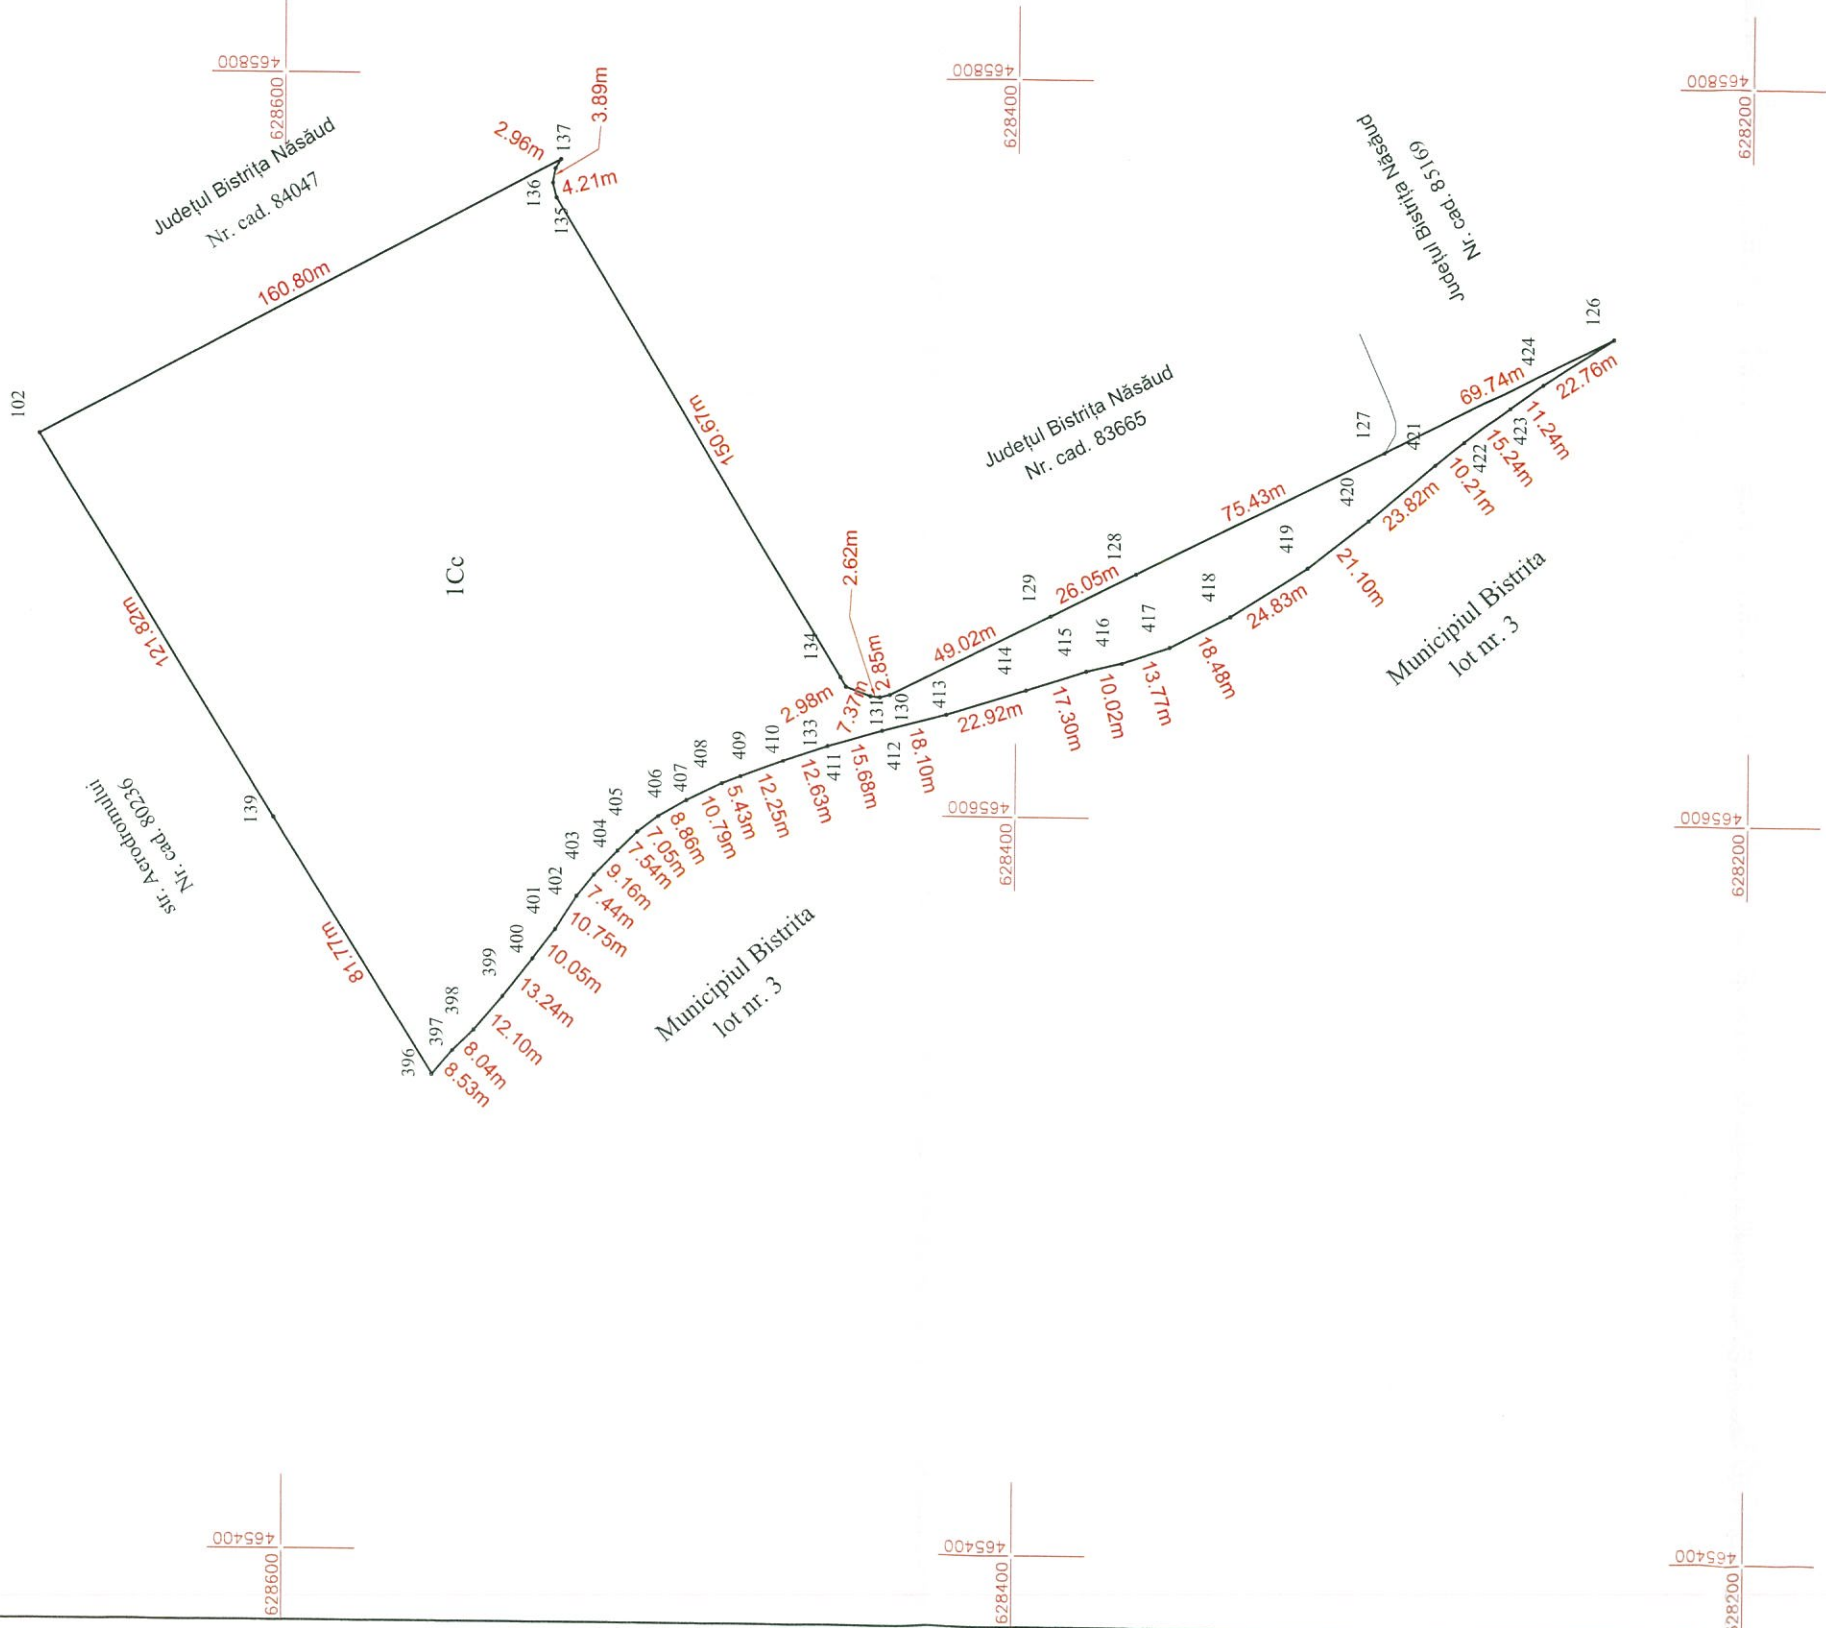 465800
628600
465800
628400
465800
628200
Județul Bistrița Năsăud
Nr. cad. 84047
2.96m
137
3.89m
136
4.21m
135
160.80m
102
Județul Bistrița Năsăud
Nr. cad. 85169
126
424
69.74m
22.76m
127
421
11.24m
423
15.24m
422
10.21m
420
23.82m
150.67m
Județul Bistrița Năsăud
Nr. cad. 83665
75.43m
419
21.10m
128
26.05m
129
418
24.83m
1Cc
121.82m
2.62m
134
2.85m
49.02m
417
416
415
414
18.48m
13.77m
10.02m
17.30m
Municipiul Bistrita
lot nr. 3
2.98m
7.37m
131
130
413
22.92m
412
18.10m
133
411
15.68m
410
12.63m
409
12.25m
408
5.43m
407
10.79m
406
8.86m
405
7.05m
404
7.54m
403
9.16m
402
7.44m
401
10.75m
400
10.05m
399
13.24m
398
12.10m
397
8.04m
396
8.53m
139
str. Aerodromului
Nr. cad. 80236
81.77m
Municipiul Bistrita
lot nr. 3
465600
628400
465600
628200
465400
628600
465400
628400
465400
628200